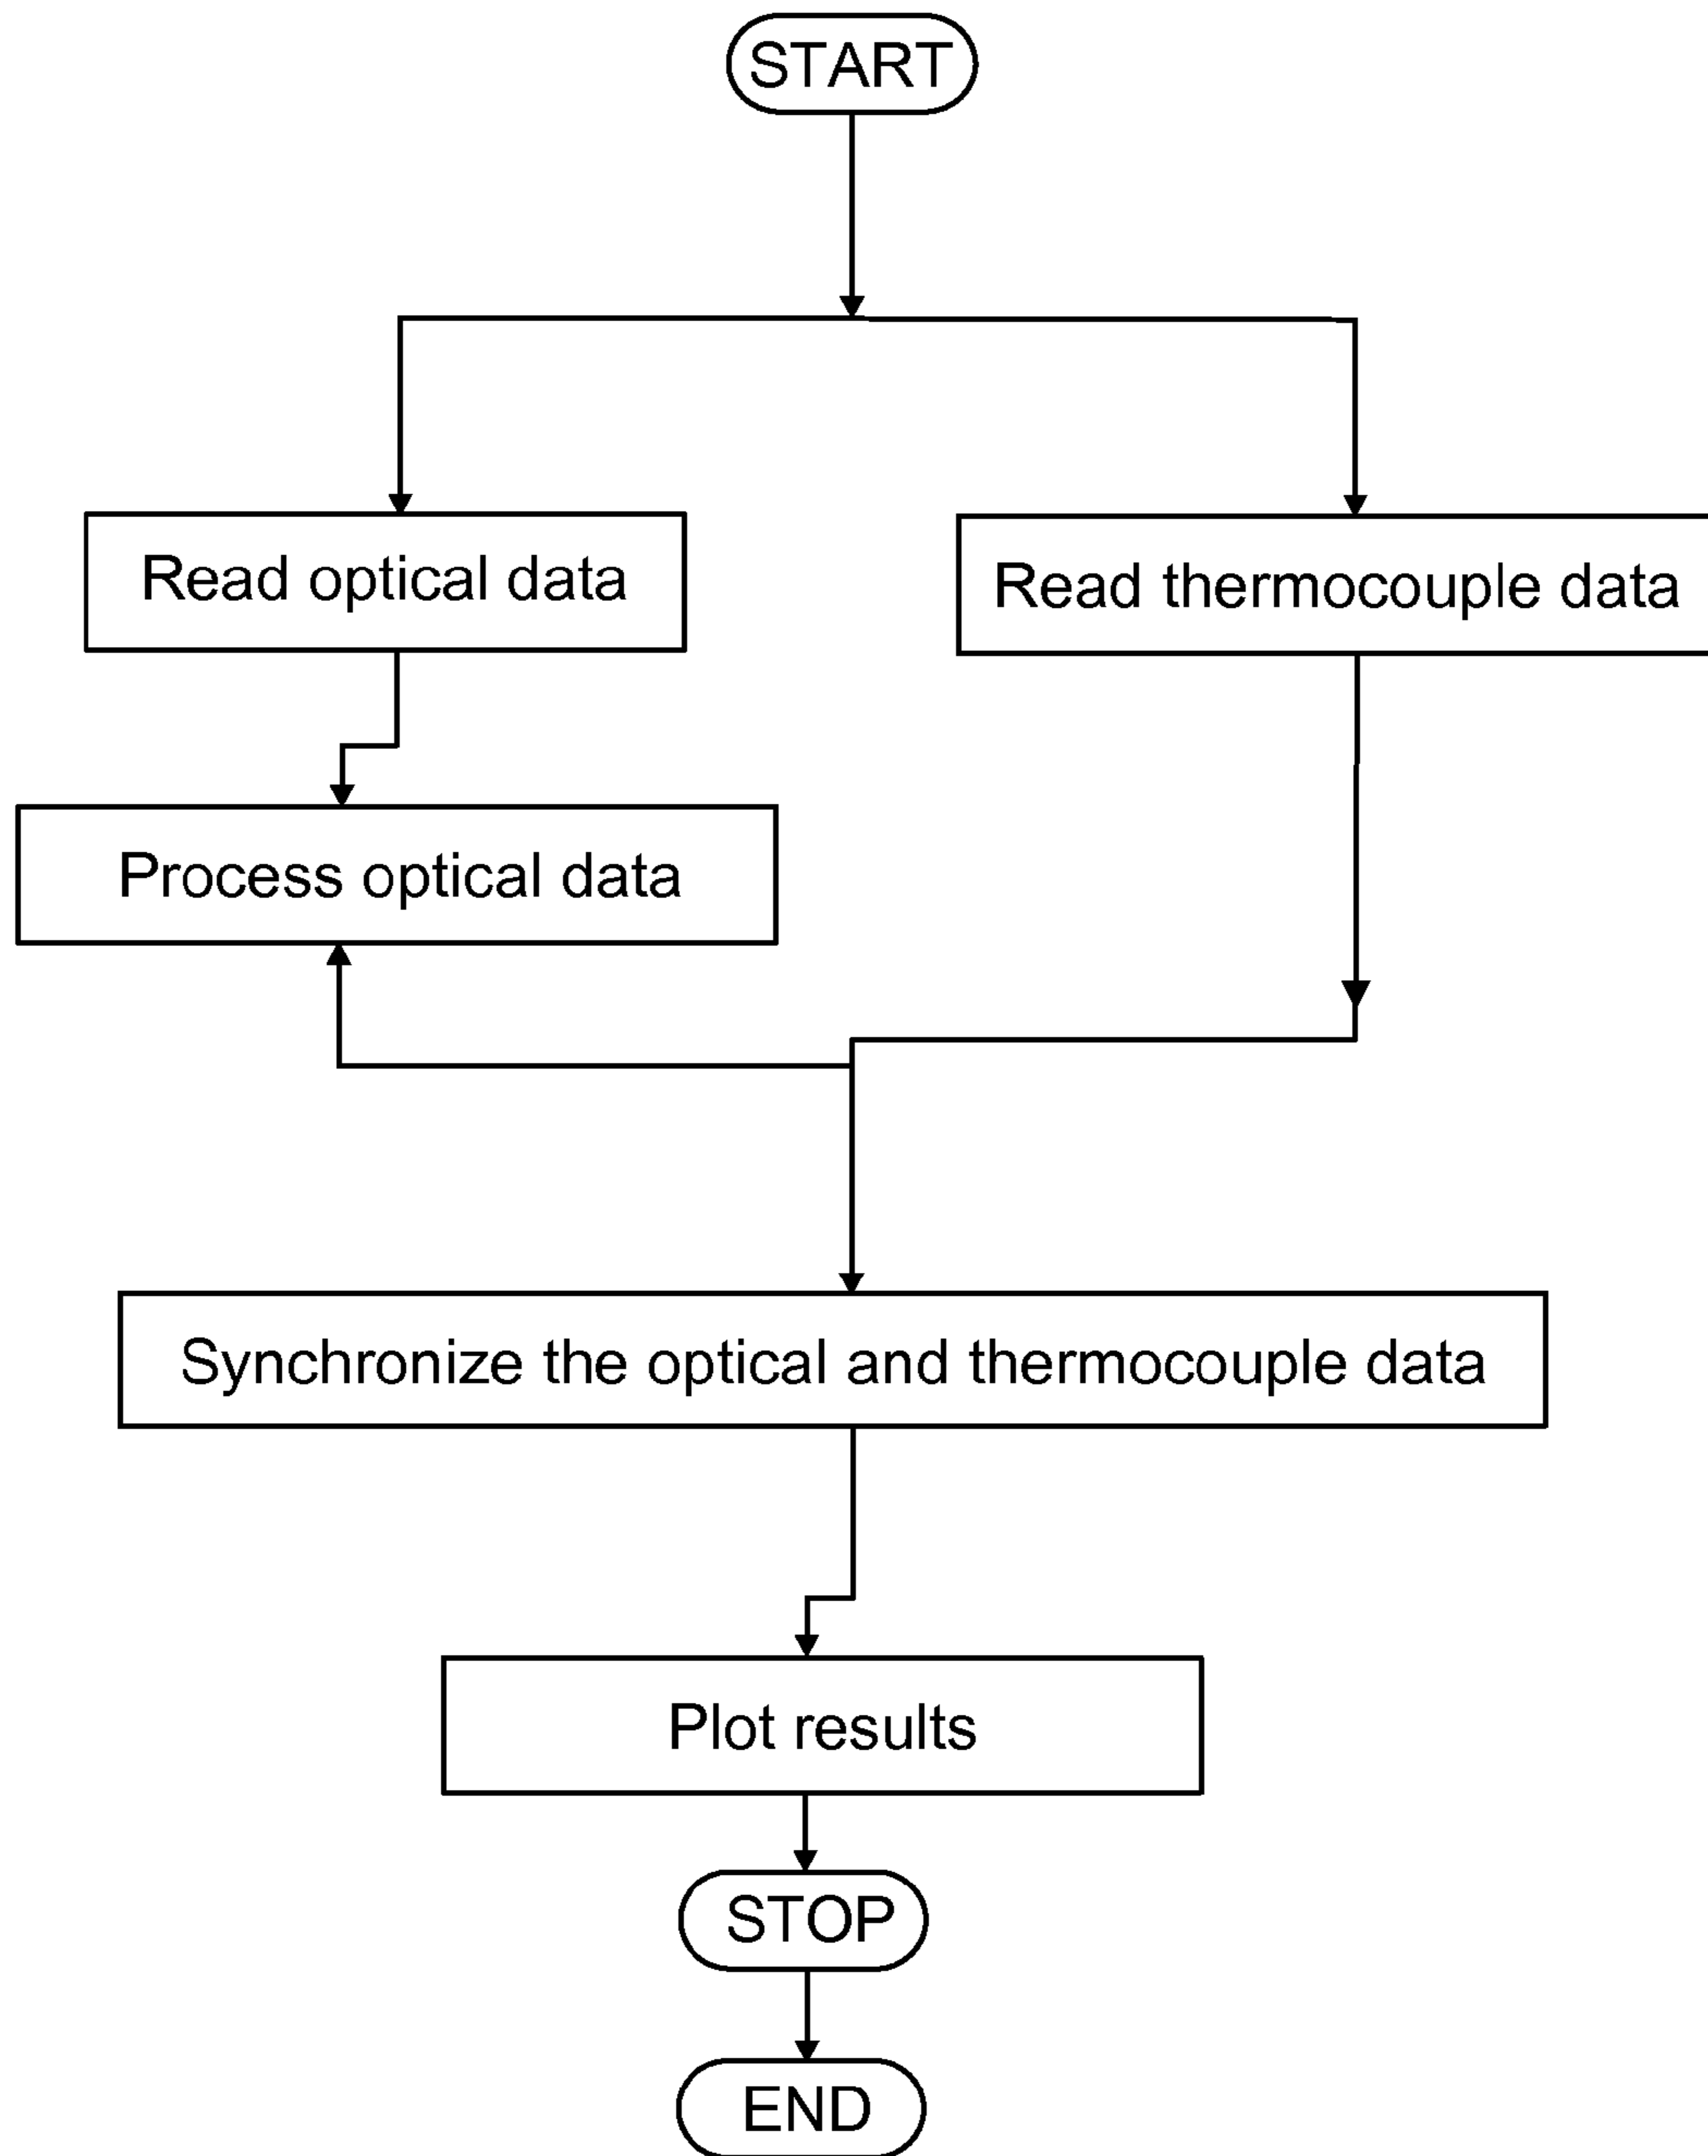 START
Read optical data
Read thermocouple data
Process optical data
Synchronize the optical and thermocouple data
Plot results
STOP
END